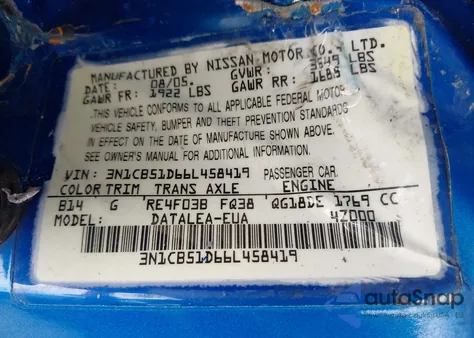 MANUFACTURED BY NISSAN MOTOR CO., LTD.
DATE: 08/05. GVWR: 3549 LBS
GAWR FR: 1922 LBS GAWR RR: 1685 LBS
.THIS VEHICLE CONFORMS TO ALL APPLICABLE FEDERAL MOTOR
VEHICLE SAFETY, BUMPER AND THEFT PREVENTION STANDARDS
IN EFFECT ON THE DATE OF MANUFACTURE SHOWN ABOVE.
SEE OWNER'S MANUAL FOR ADDITIONAL INFORMATION.
VIN: 3N1CB51D66L458419 PASSENGER CAR.
COLOR TRIM TRANS AXLE ENGINE
B14 G RE4F03B FQ38 QG18DE 1769 CC
MODEL: DATALEA-EUA 4Z000
3N1CB51D66L458419
autoSnap